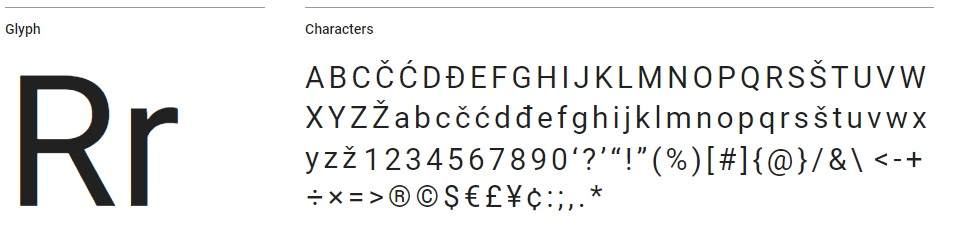 Glyph
Rr
Characters
ABCČĆDĐEFGHIJKLMNOPQRSŠTUVW
XYZŽabcčćdđefghijklmnopqrsštuvwx
yzž1234567890‘?’“!”(%)[#]{@}/&\<-+
÷×=>®©$€£¥¢:;,.*